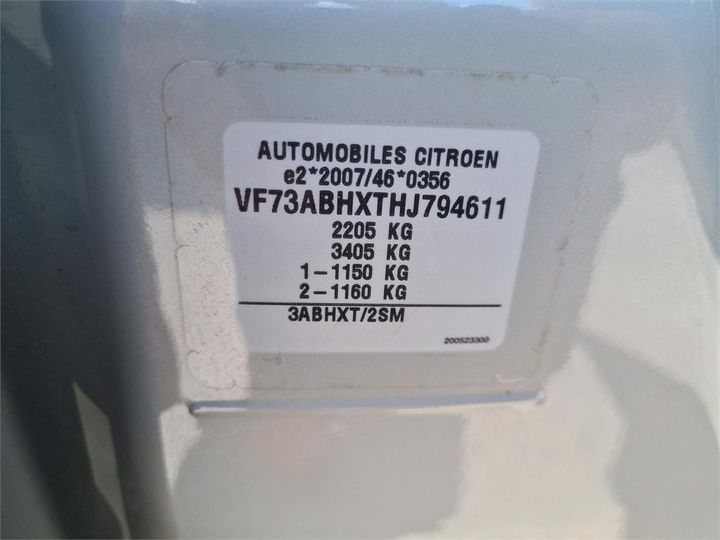 AUTOMOBILES CITROEN
e2*2007/46*0356
VF73ABHXTHJ794611
2205 KG
3405 KG
1-1150 KG
2-1160 KG
3ABHXT/2SM
200523300